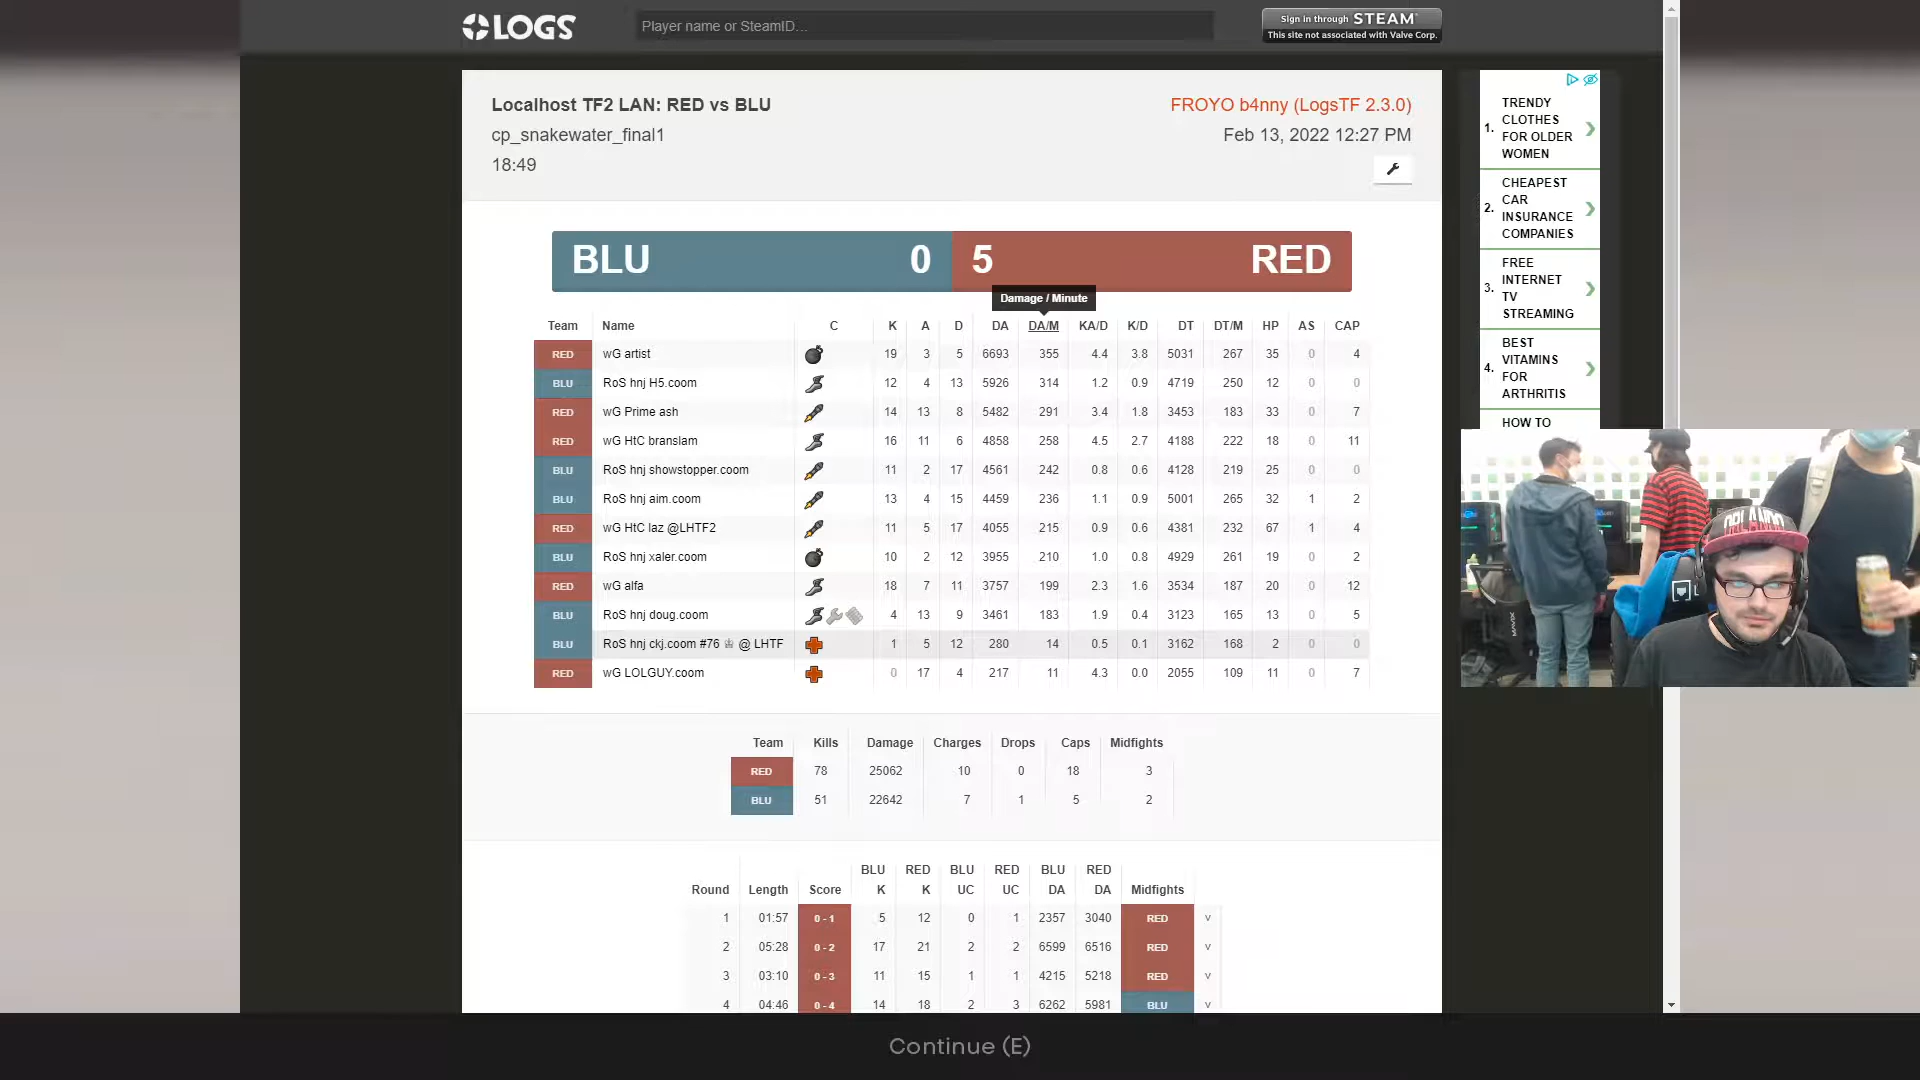 LOGS
Player name or SteamID...
Sign in through STEAM
This site not associated with Valve Corp.
Localhost TF2 LAN: RED vs BLU
FROYO b4nny (LogsTF 2.3.0)
cp_snakewater_final1
Feb 13, 2022 12:27 PM
18:49
BLU 0 5 RED
Damage / Minute
Team Name C K A D DA DA/M KA/D K/D DT DT/M HP AS CAP
RED wG artist 19 3 5 6693 355 4.4 3.8 5031 267 35 0 4
BLU RoS hnj H5.coom 12 4 13 5926 314 1.2 0.9 4719 250 12 0 0
RED wG Prime ash 14 13 8 5482 291 3.4 1.8 3453 183 33 0 7
RED wG HtC branslam 16 11 6 4858 258 4.5 2.7 4188 222 18 0 11
BLU RoS hnj showstopper.coom 11 2 17 4561 242 0.8 0.6 4128 219 25 0 0
BLU RoS hnj aim.coom 13 4 15 4459 236 1.1 0.9 5001 265 32 1 2
RED wG HtC laz @LHTF2 11 5 17 4055 215 0.9 0.6 4381 232 67 1 4
BLU RoS hnj xaler.coom 10 2 12 3955 210 1.0 0.8 4929 261 19 0 2
RED wG alfa 18 7 11 3757 199 2.3 1.6 3534 187 20 0 12
BLU RoS hnj doug.coom 4 13 9 3461 183 1.9 0.4 3123 165 13 0 5
BLU RoS hnj ckj.coom #76 ♔ @ LHTF 1 5 12 280 14 0.5 0.1 3162 168 2 0 0
RED wG LOLGUY.coom 0 17 4 217 11 4.3 0.0 2055 109 11 0 7
Team Kills Damage Charges Drops Caps Midfights
RED 78 25062 10 0 18 3
BLU 51 22642 7 1 5 2
BLU RED BLU RED BLU RED
Round Length Score K K UC UC DA DA Midfights
1 01:57 0 - 1 5 12 0 1 2357 3040 RED v
2 05:28 0 - 2 17 21 2 2 6599 6516 RED v
3 03:10 0 - 3 11 15 1 1 4215 5218 RED v
4 04:46 0 - 4 14 18 2 3 6262 5981 BLU v
1. TRENDY
CLOTHES
FOR OLDER
WOMEN
2. CHEAPEST
CAR
INSURANCE
COMPANIES
3. FREE
INTERNET
TV
STREAMING
4. BEST
VITAMINS
FOR
ARTHRITIS
HOW TO
ORLANDO
Continue (E)